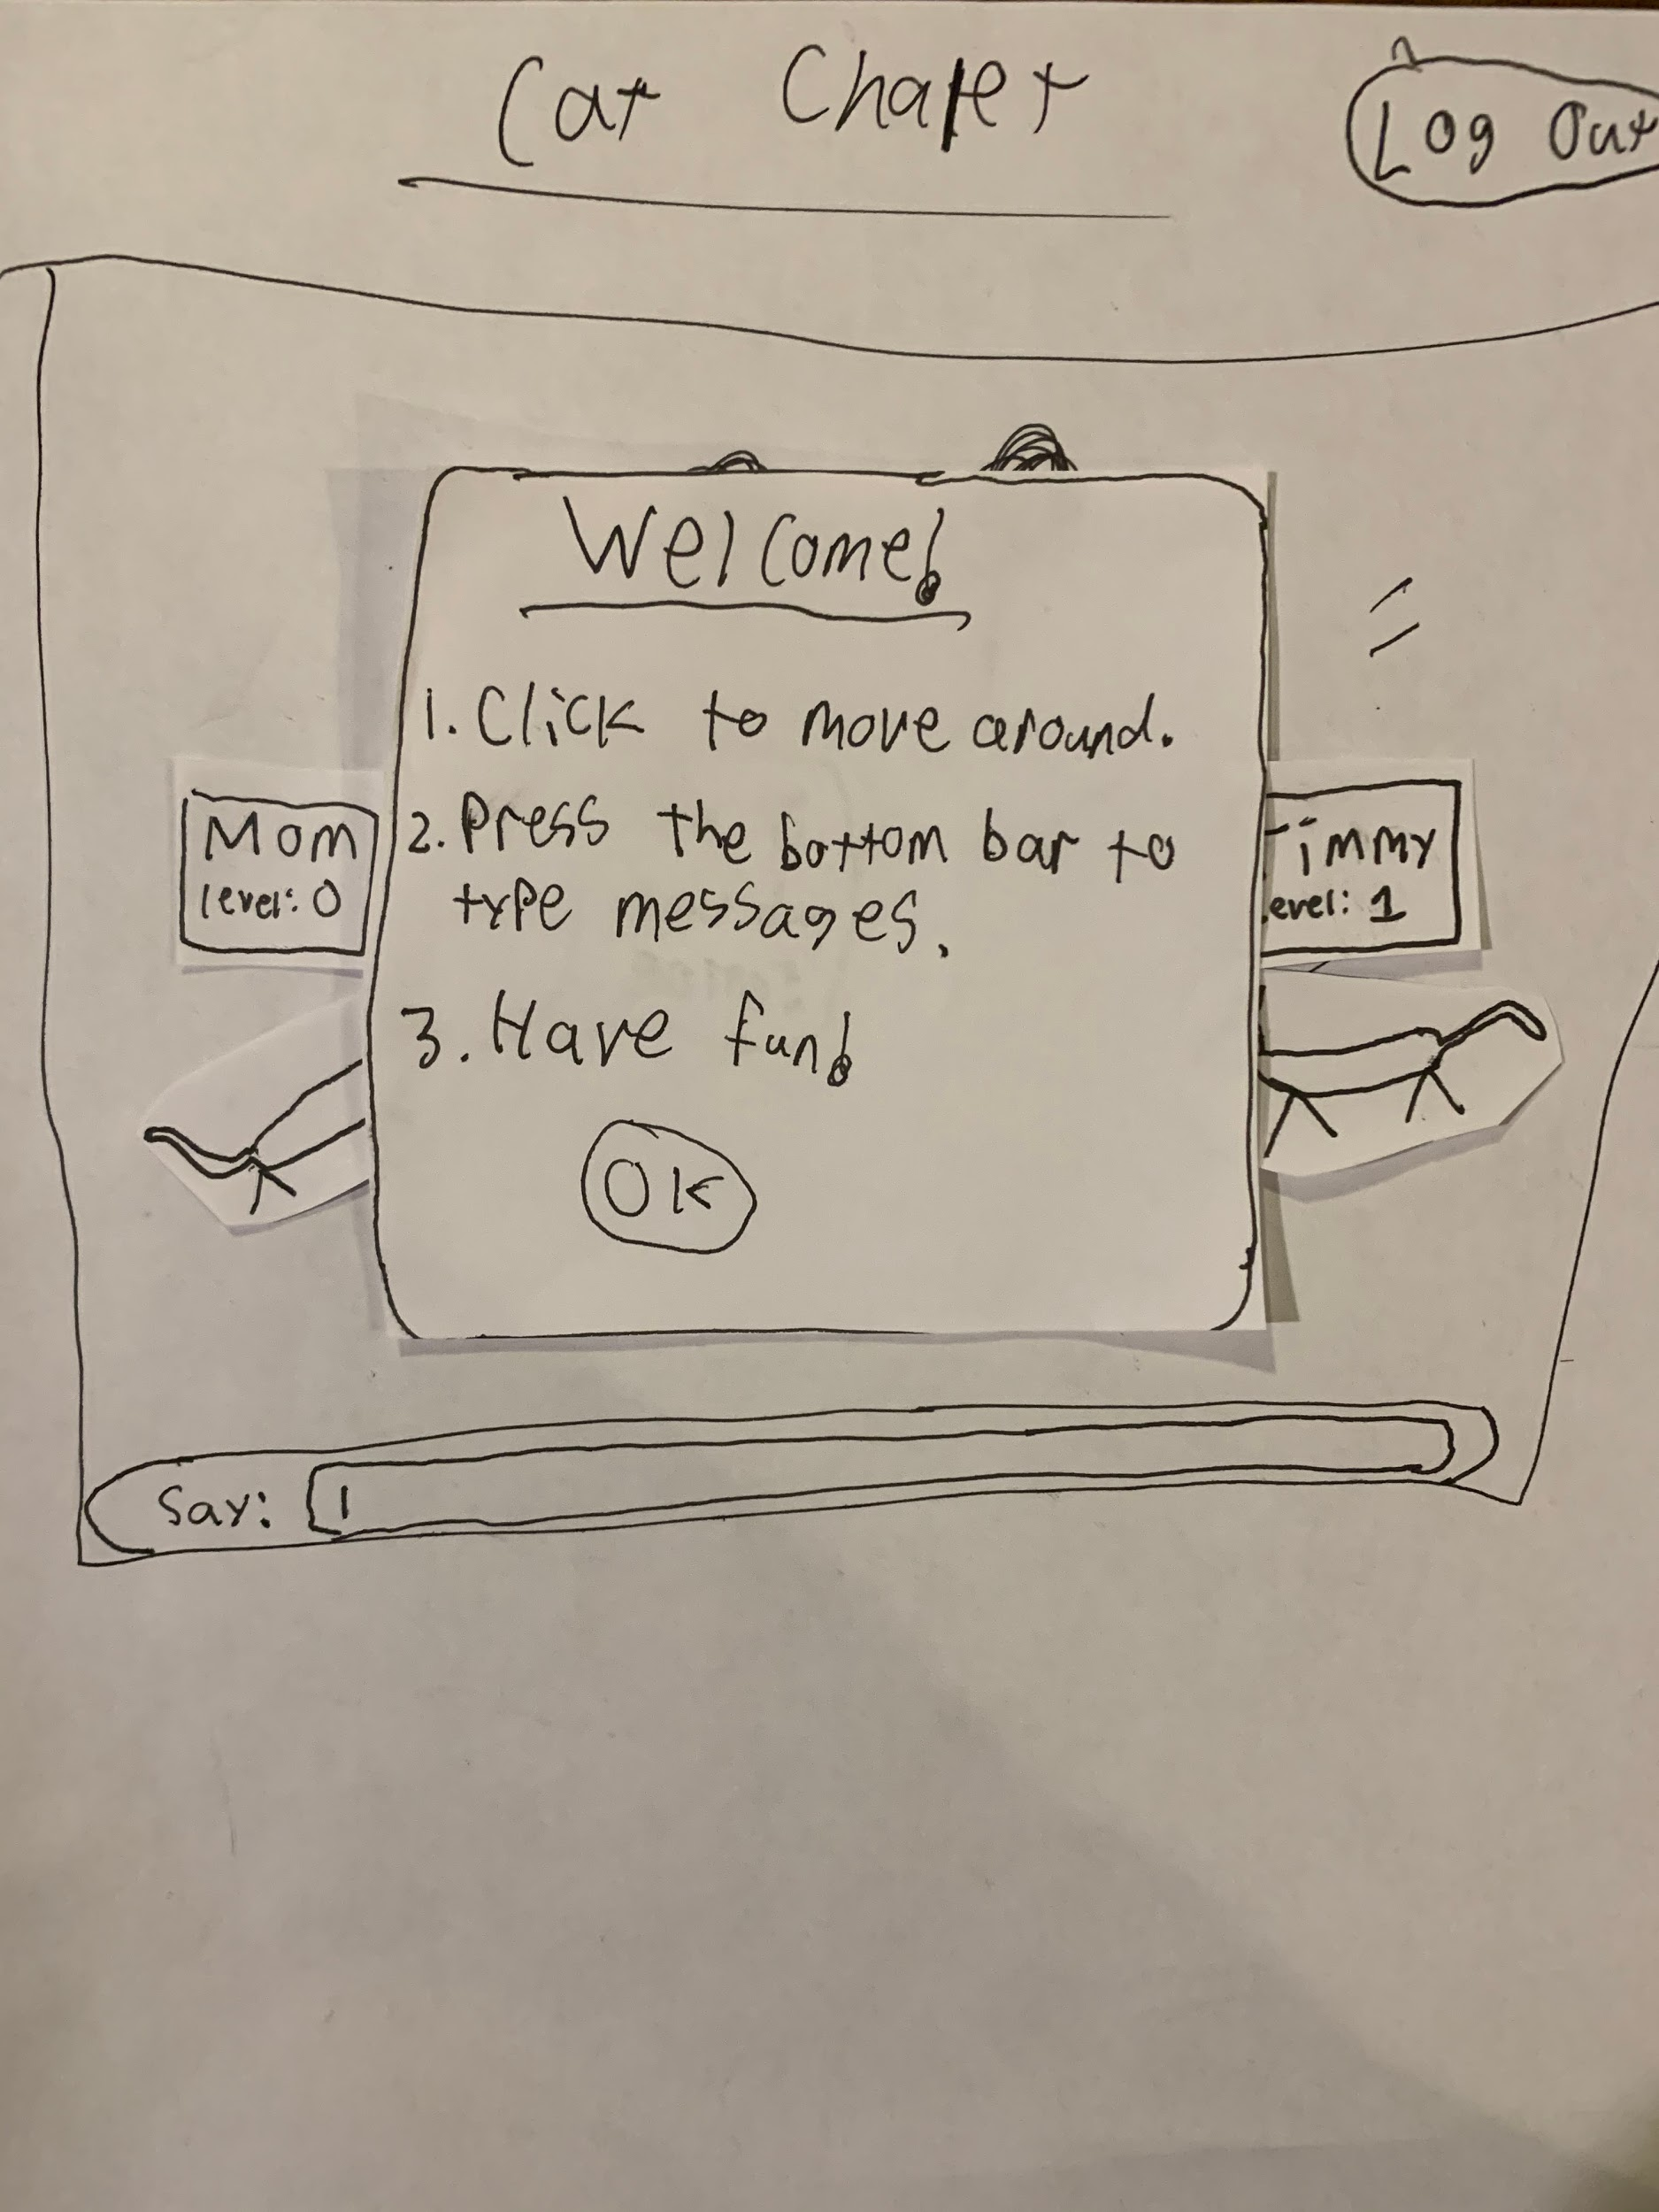 Cat Chalet
Log Out
Welcome!
1. Click to move around.
2. Press the bottom bar to
type messages.
3. Have fun!
OK
Mom
level: 0
Timmy
level: 1
Say: